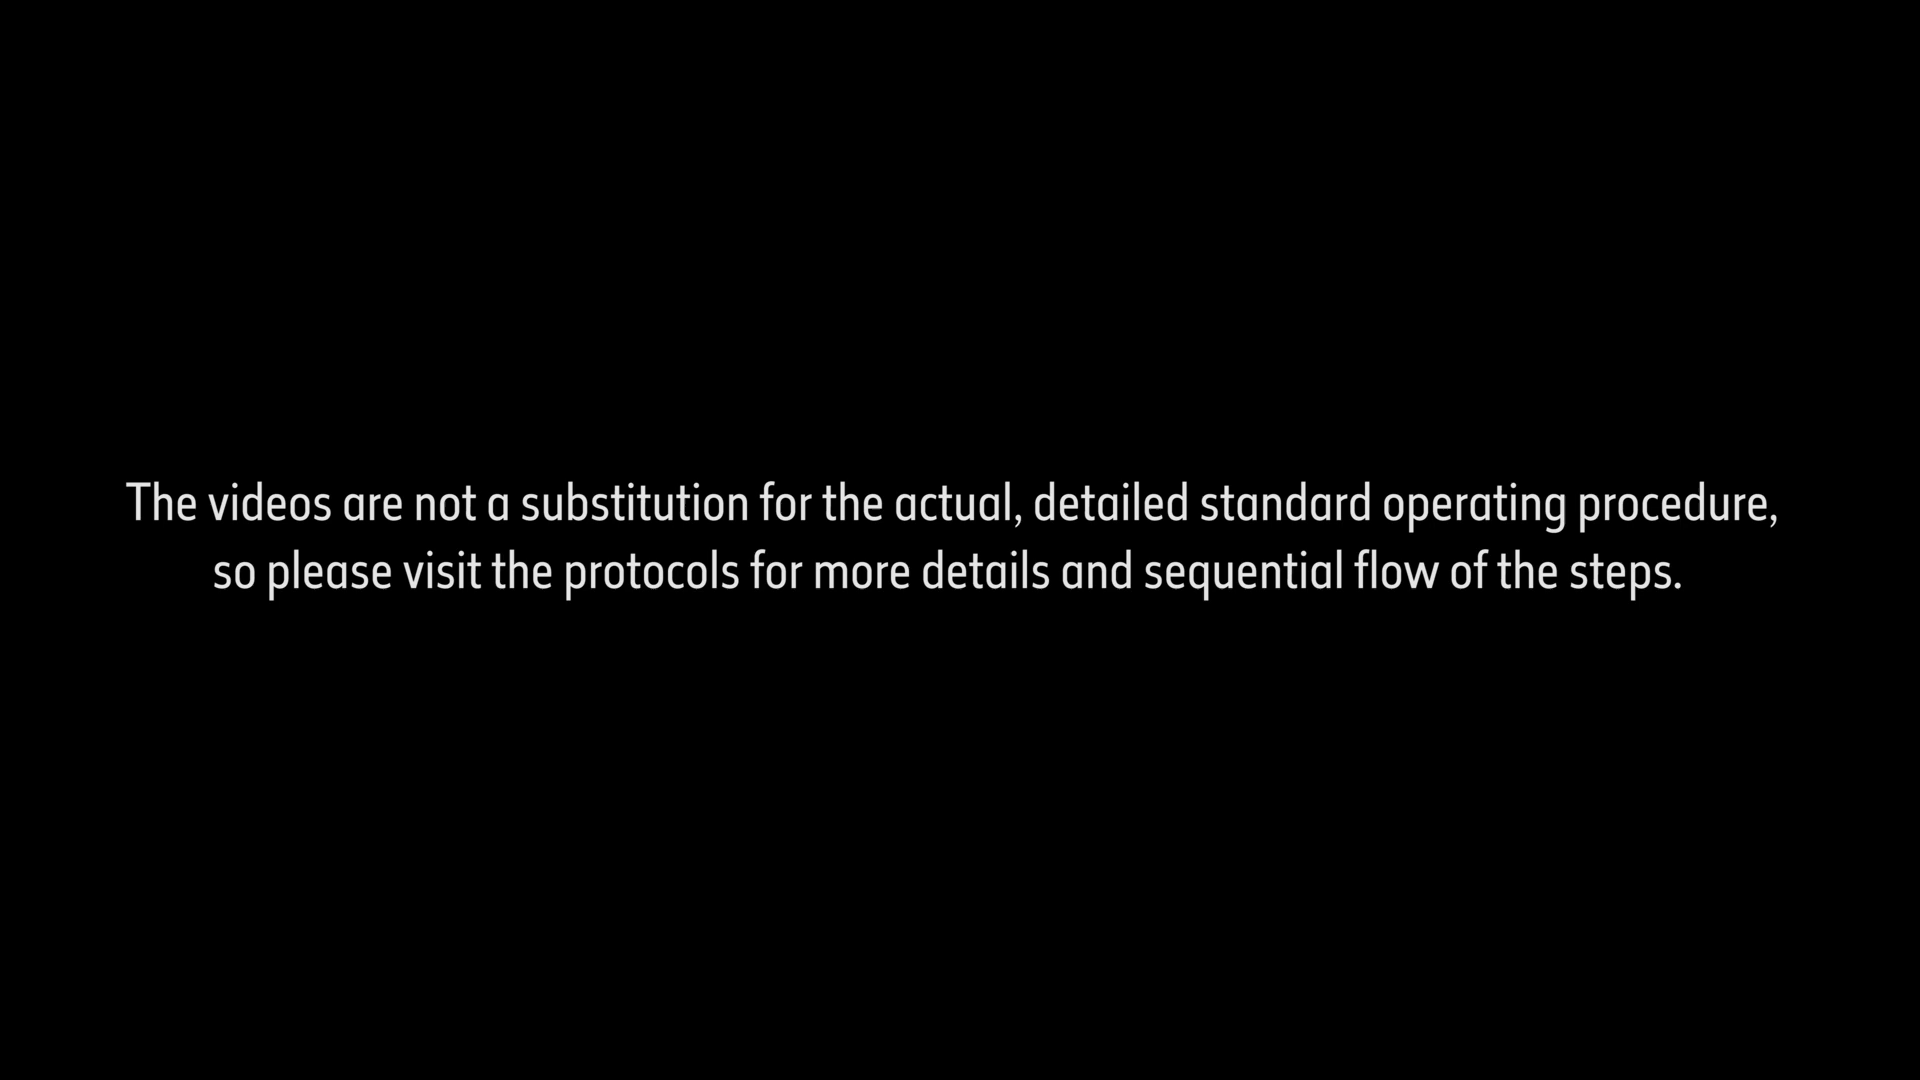 The videos are not a substitution for the actual, detailed standard operating procedure,
so please visit the protocols for more details and sequential flow of the steps.